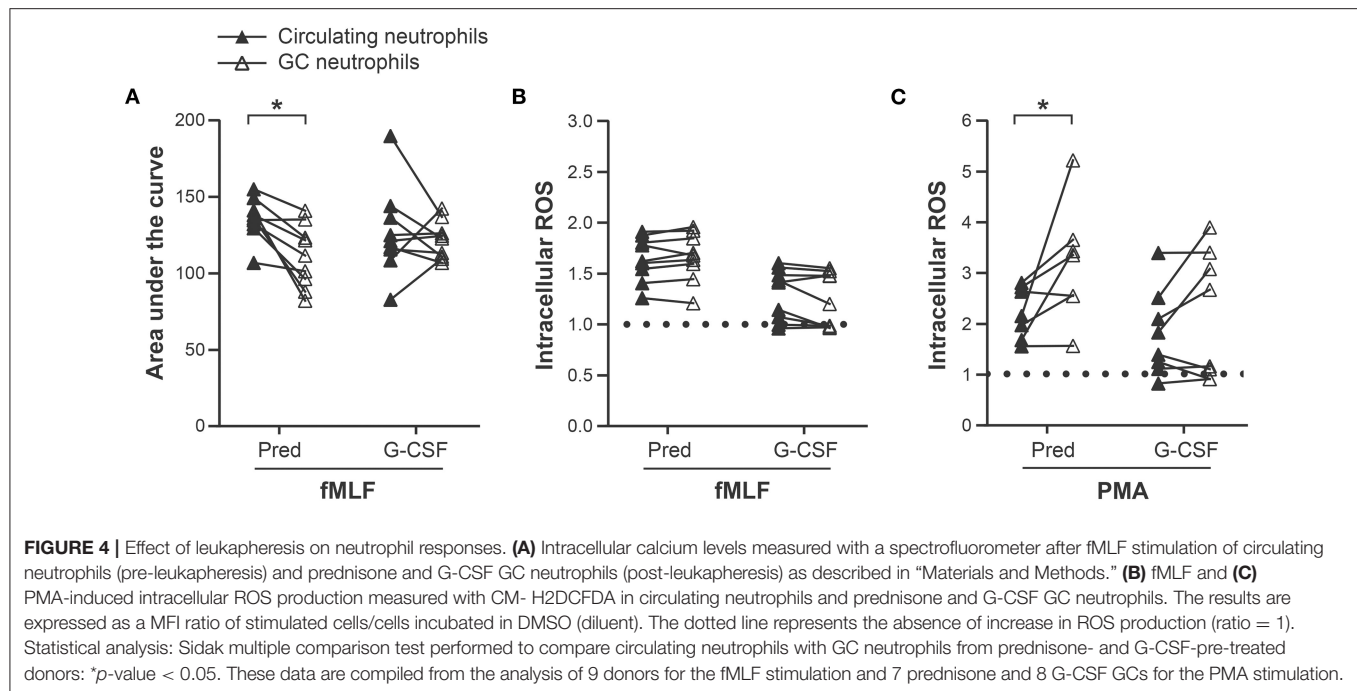 Circulating neutrophils
GC neutrophils
A
*
200
150
100
50
0
Area under the curve
Pred
G-CSF
fMLF
B
3.0
2.5
2.0
1.5
1.0
0.5
0.0
Intracellular ROS
Pred
G-CSF
fMLF
C
*
6
5
4
3
2
1
0
Intracellular ROS
Pred
G-CSF
PMA
FIGURE 4 | Effect of leukapheresis on neutrophil responses. (A) Intracellular calcium levels measured with a spectrofluorometer after fMLF stimulation of circulating
neutrophils (pre-leukapheresis) and prednisone and G-CSF GC neutrophils (post-leukapheresis) as described in “Materials and Methods.” (B) fMLF and (C)
PMA-induced intracellular ROS production measured with CM- H2DCFDA in circulating neutrophils and prednisone and G-CSF GC neutrophils. The results are
expressed as a MFI ratio of stimulated cells/cells incubated in DMSO (diluent). The dotted line represents the absence of increase in ROS production (ratio = 1).
Statistical analysis: Sidak multiple comparison test performed to compare circulating neutrophils with GC neutrophils from prednisone- and G-CSF-pre-treated
donors: *p-value < 0.05. These data are compiled from the analysis of 9 donors for the fMLF stimulation and 7 prednisone and 8 G-CSF GCs for the PMA stimulation.